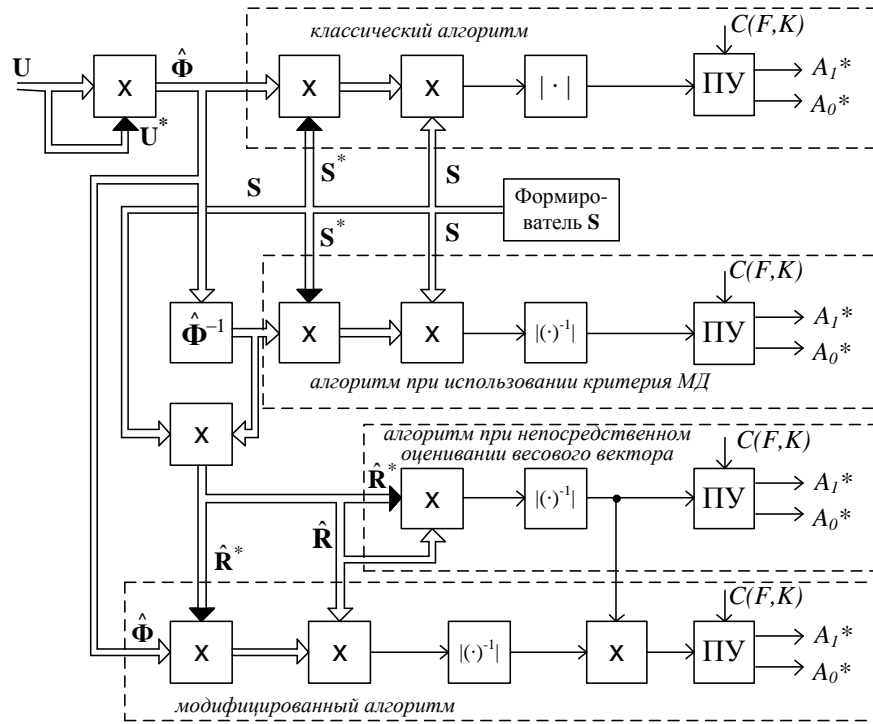 классический алгоритм
C(F,K)
U
Φ̂
X
X
X
| · |
ПУ
A₁*
A₀*
U*
S*
S
S
Формиро-
ватель S
S*
S
C(F,K)
Φ̂⁻¹
X
X
|(·)⁻¹|
ПУ
A₁*
A₀*
алгоритм при использовании критерия МД
X
алгоритм при непосредственном
оценивании весового вектора
C(F,K)
R̂*
X
|(·)⁻¹|
ПУ
A₁*
A₀*
R̂
R̂*
C(F,K)
Φ̂
X
X
|(·)⁻¹|
X
ПУ
A₁*
A₀*
модифицированный алгоритм